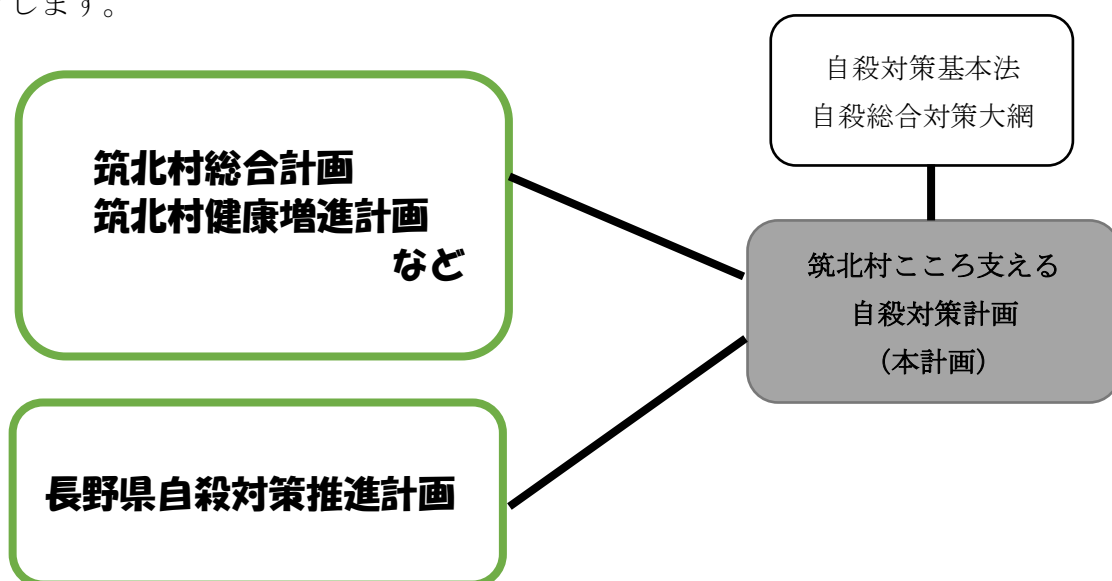 します。
自殺対策基本法
自殺総合対策大綱
筑北村総合計画
筑北村健康増進計画
など
筑北村こころ支える
自殺対策計画
（本計画）
長野県自殺対策推進計画